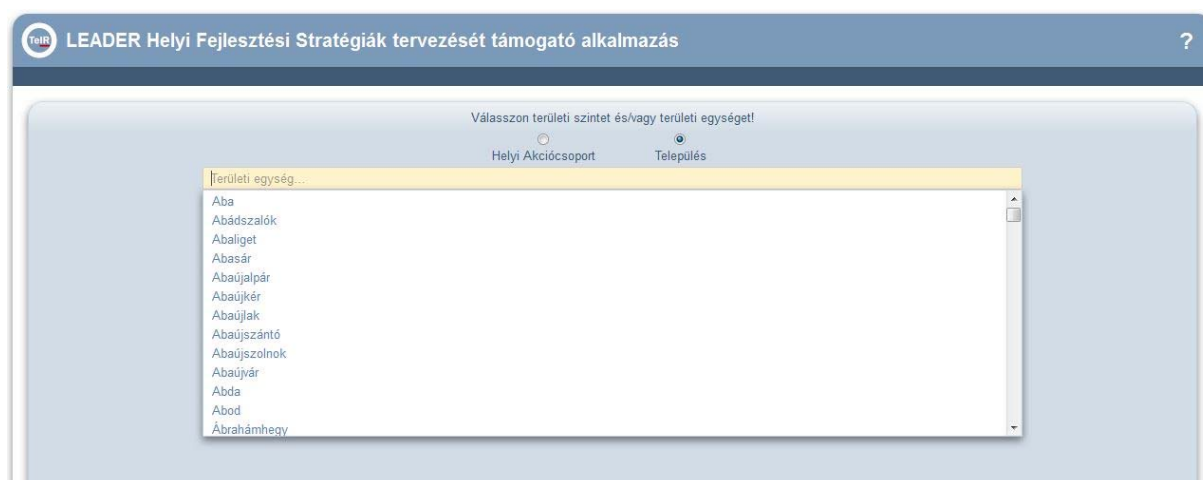 TeIR LEADER Helyi Fejlesztési Stratégiák tervezését támogató alkalmazás ?
Válasszon területi szintet és/vagy területi egységet!
Helyi Akciócsoport Település
Területi egység...
Aba
Abádszalók
Abaliget
Abasár
Abaújalpár
Abaújkér
Abaújlak
Abaújszántó
Abaújszolnok
Abaújvár
Abda
Abod
Ábrahámhegy